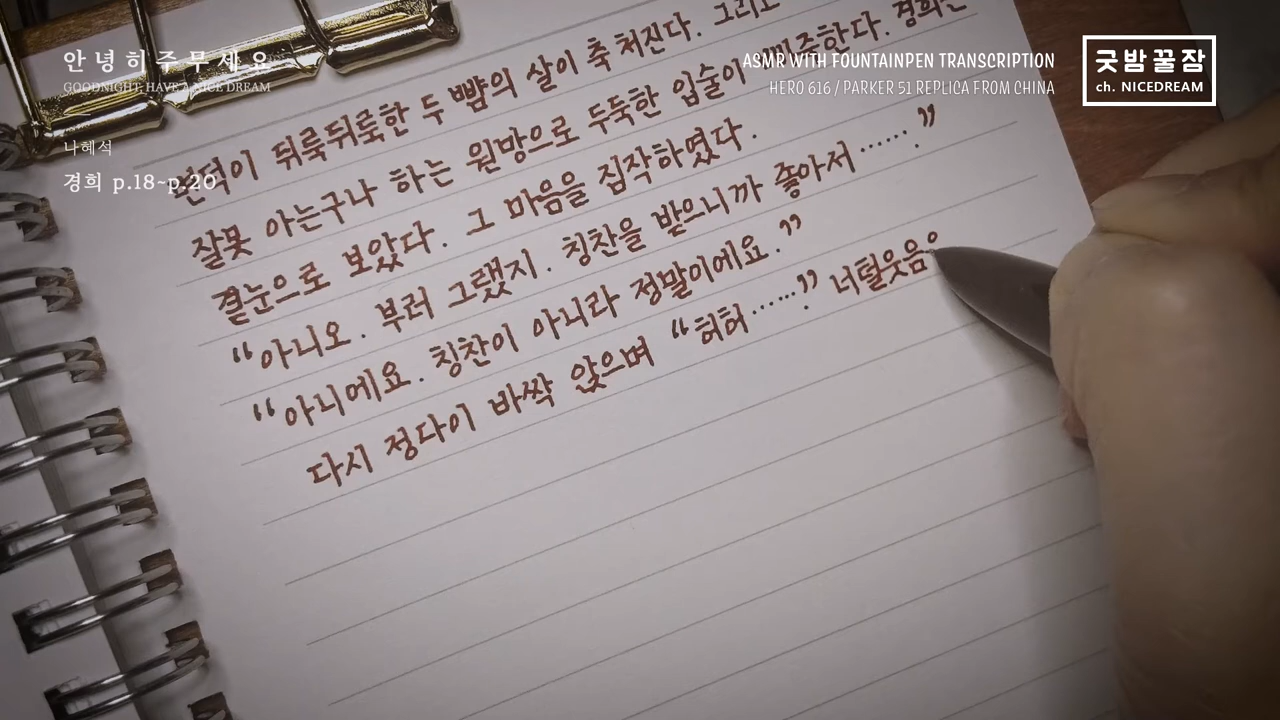 안녕히주무세요
GOODNIGHT, HAVE A NICE DREAM
나혜석
경희 p.18~p.20
ASMR WITH FOUNTAINPEN TRANSCRIPTION
HERO 616 / PARKER 51 REPLICA FROM CHINA
굿밤꿀잠
ch. NICEDREAM
뒤룩뒤룩한 두 뺨의 살이 축 처진다. 그리고
잘못 아는구나 하는 원망으로 두둑한 입술이 삐죽한다. 경희는
곁눈으로 보았다. 그 마음을 짐작하였다.
“아니오. 부러 그랬지. 칭찬을 받으니까 좋아서…….”
“아니에요. 칭찬이 아니라 정말이에요.”
다시 정다이 바싹 앉으며 “허허…….” 너털웃음으